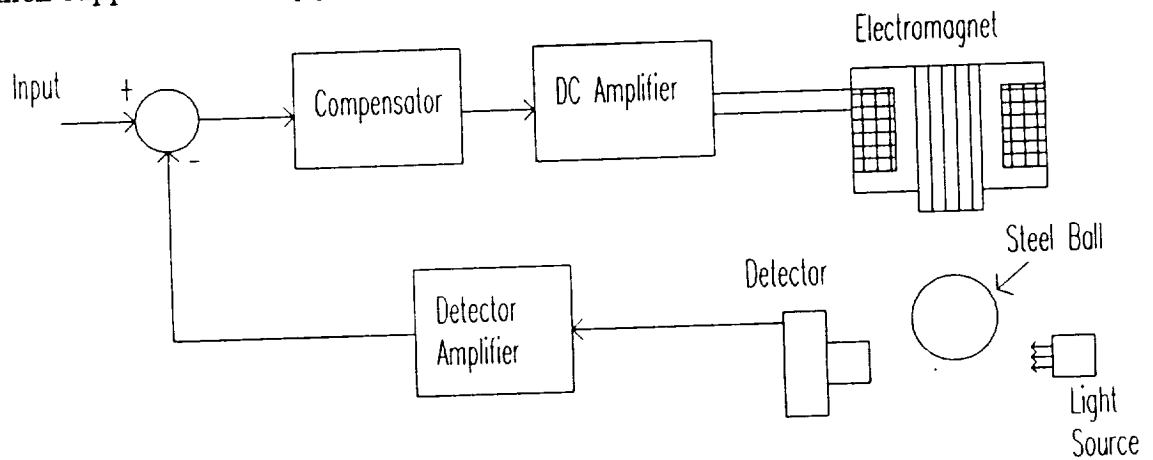 Electromagnet
Input
+
Compensator
DC Amplifier
-
Steel Ball
Detector
Detector
Amplifier
Light
Source